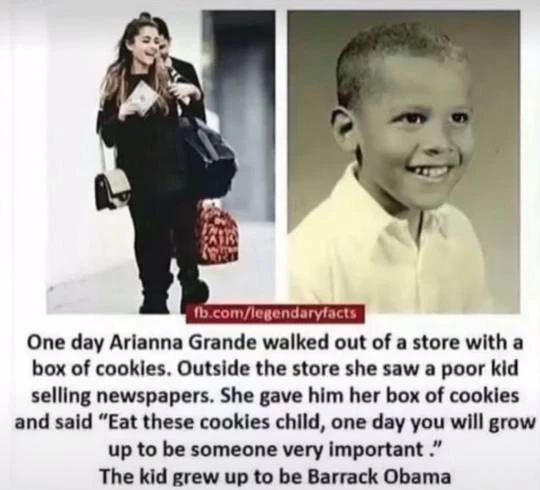 fb.com/legendaryfacts
One day Arianna Grande walked out of a store with a
box of cookies. Outside the store she saw a poor kid
selling newspapers. She gave him her box of cookies
and said "Eat these cookies child, one day you will grow
up to be someone very important ."
The kid grew up to be Barrack Obama